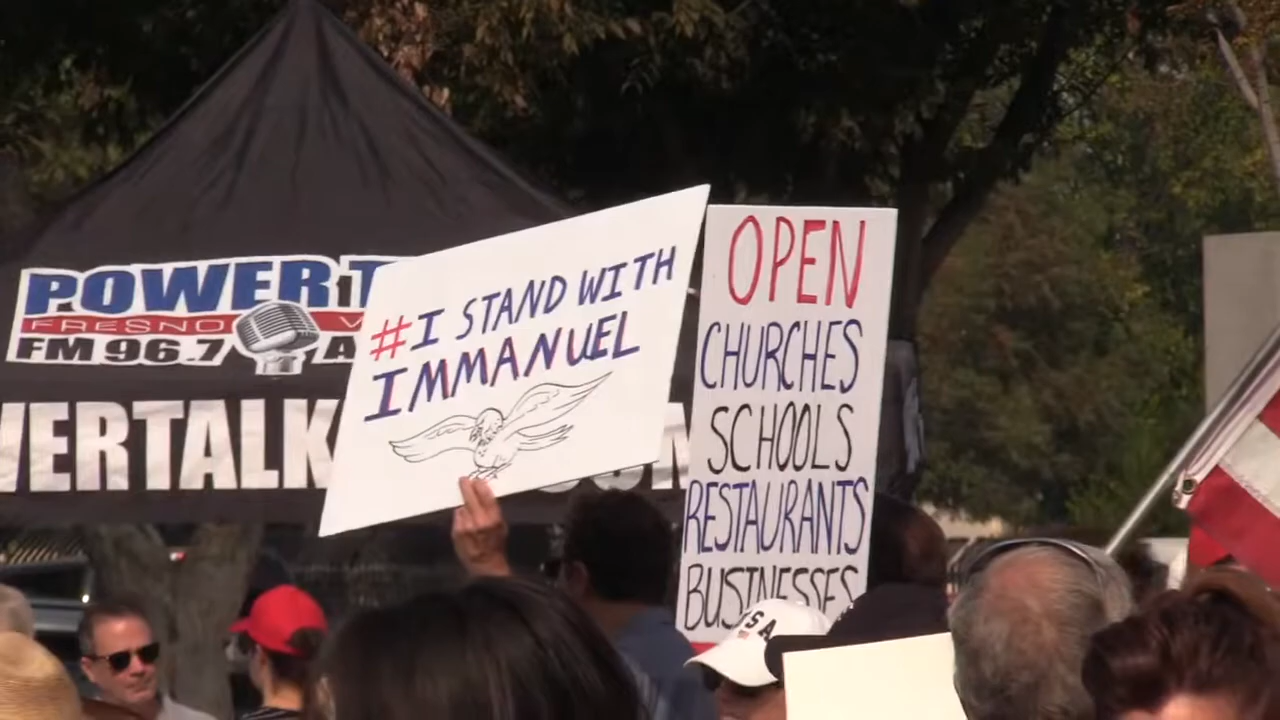 POWER T
FRESNO V
FM 96.7 A
VERTALK
#I STAND WITH
IMMANUEL
OPEN
CHURCHES
SCHOOLS
RESTAURANTS
BUSINESSES
USA